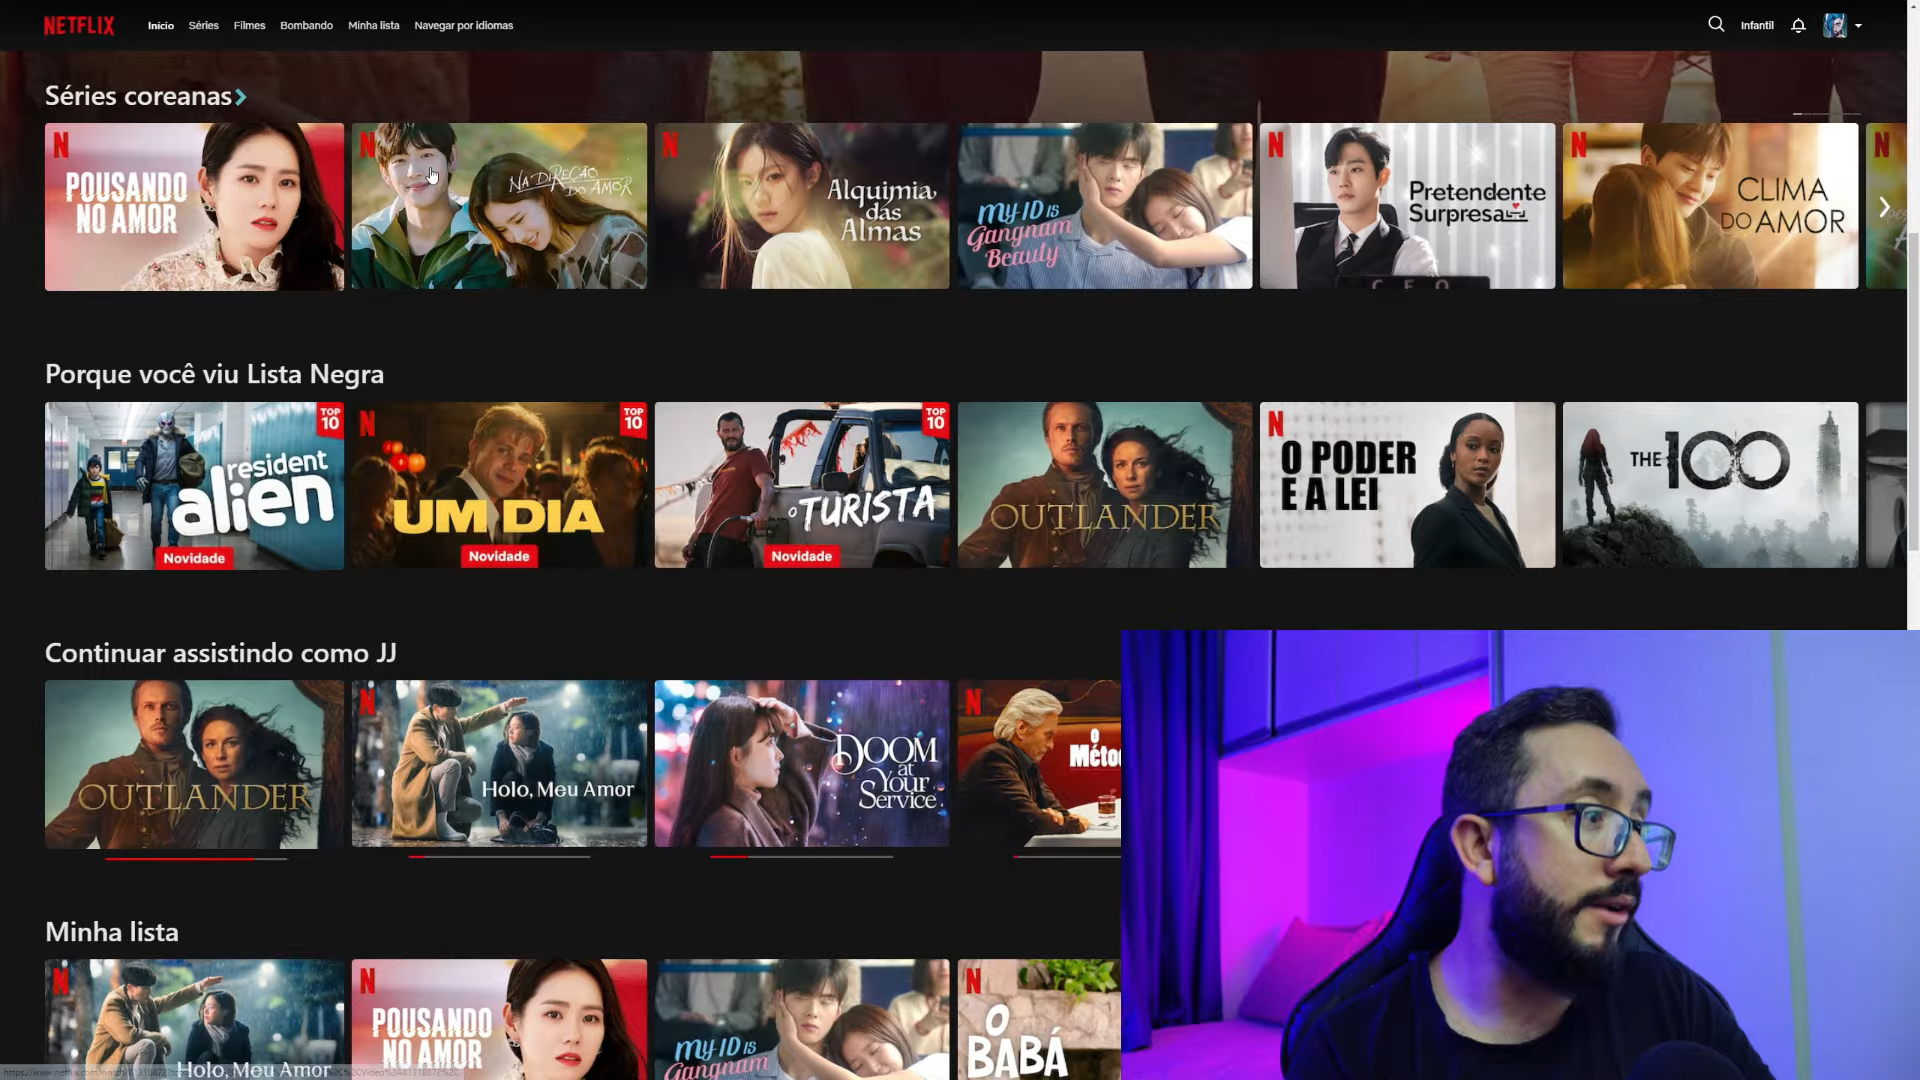 NETFLIX
Início
Séries
Filmes
Bombando
Minha lista
Navegar por idiomas
Infantil
Séries coreanas
N
POUSANDO
NO AMOR
N
NA DIREÇÃO
DO AMOR
N
Alquimia
das
Almas
MY ID IS
Gangnam
Beauty
N
Pretendente
Surpresa
CEO
N
CLIMA
DO AMOR
N
Porque você viu Lista Negra
TOP
10
resident
alien
Novidade
N
TOP
10
UM DIA
Novidade
TOP
10
O TURISTA
Novidade
OUTLANDER
N
O PODER
E A LEI
THE 100
Continuar assistindo como JJ
OUTLANDER
N
Holo, Meu Amor
DOOM
at
Your
Service
N
O
Minha lista
N
Holo, Meu Amor
N
POUSANDO
NO AMOR
MY ID IS
Gangnam
N
O
BABÁ